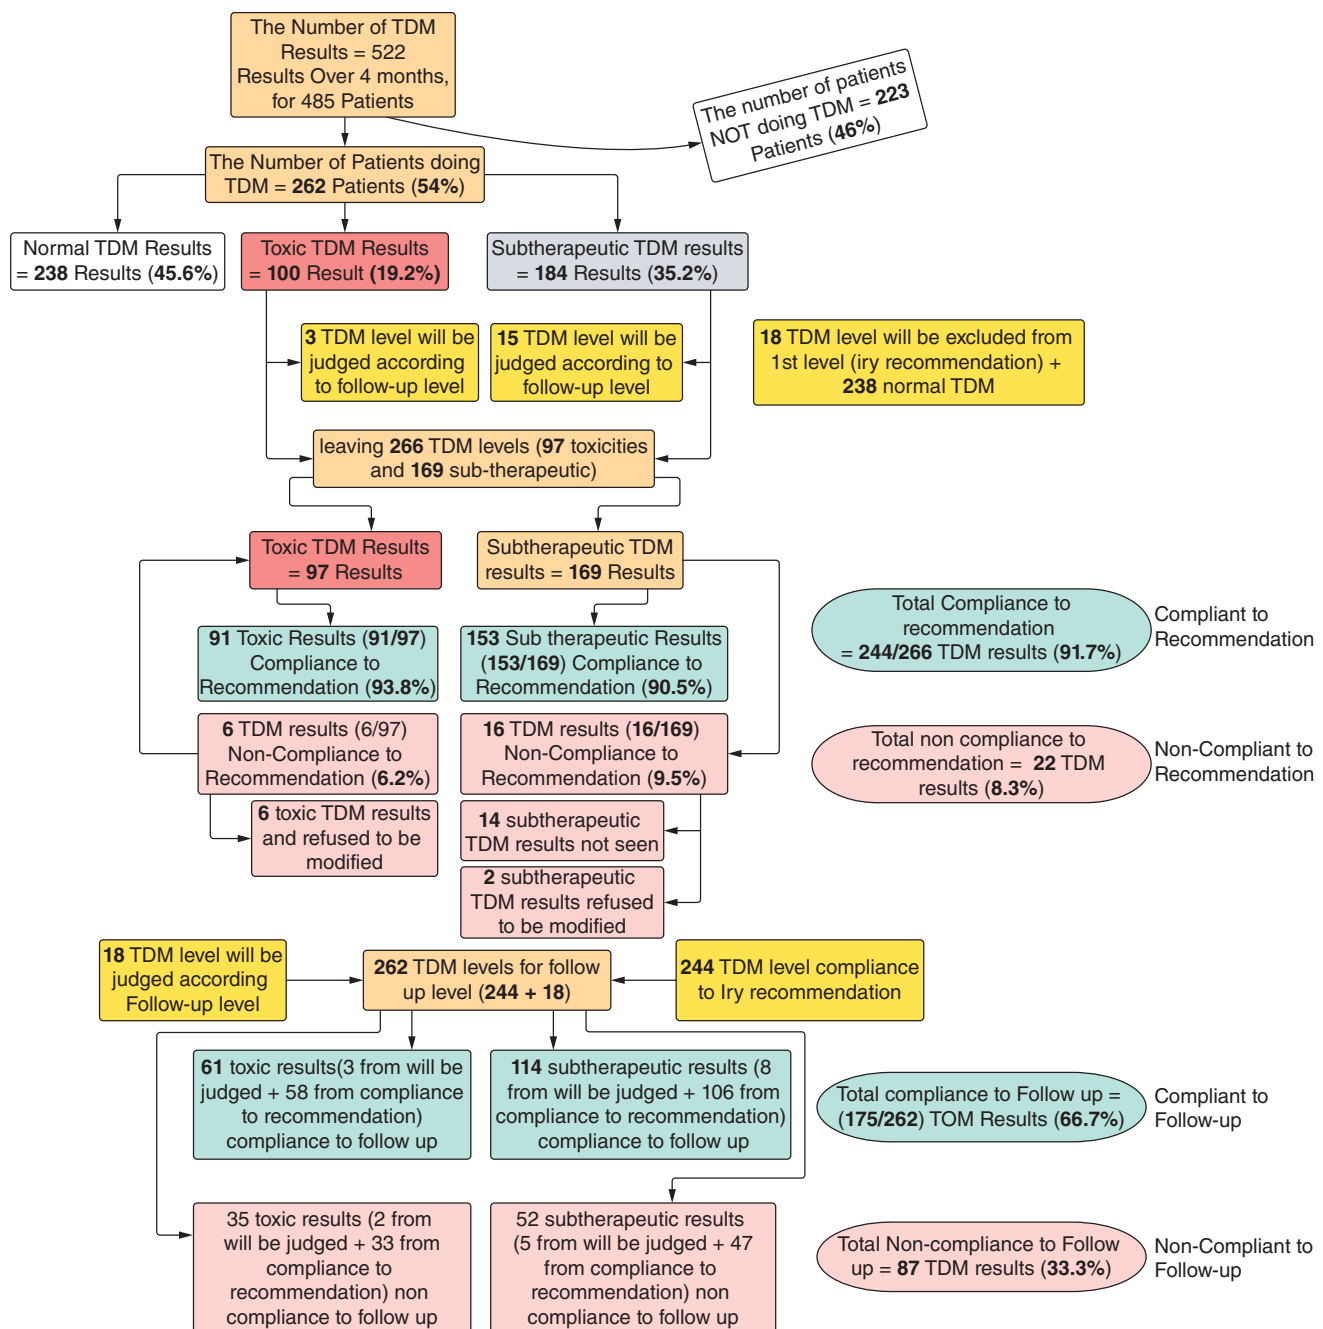 The Number of TDM
Results = 522
Results Over 4 months,
for 485 Patients
The number of patients
NOT doing TDM = 223
Patients (46%)
The Number of Patients doing
TDM = 262 Patients (54%)
Normal TDM Results
= 238 Results (45.6%)
Toxic TDM Results
= 100 Result (19.2%)
Subtherapeutic TDM results
= 184 Results (35.2%)
3 TDM level will be
judged according
to follow-up level
15 TDM level will be
judged according to
follow-up level
18 TDM level will be excluded from
1st level (iry recommendation) +
238 normal TDM
leaving 266 TDM levels (97 toxicities
and 169 sub-therapeutic)
Toxic TDM Results
= 97 Results
Subtherapeutic TDM
results = 169 Results
91 Toxic Results (91/97)
Compliance to
Recommendation (93.8%)
153 Sub therapeutic Results
(153/169) Compliance to
Recommendation (90.5%)
Total Compliance to
recommendation
= 244/266 TDM results (91.7%)
Compliant to
Recommendation
6 TDM results (6/97)
Non-Compliance to
Recommendation (6.2%)
16 TDM results (16/169)
Non-Compliance to
Recommendation (9.5%)
Total non compliance to
recommendation = 22 TDM
results (8.3%)
Non-Compliant to
Recommendation
6 toxic TDM results
and refused to be
modified
14 subtherapeutic
TDM results not seen
2 subtherapeutic
TDM results refused
to be modified
18 TDM level will be
judged according
Follow-up level
262 TDM levels for follow
up level (244 + 18)
244 TDM level compliance
to Iry recommendation
61 toxic results(3 from will be
judged + 58 from compliance
to recommendation)
compliance to follow up
114 subtherapeutic results (8
from will be judged + 106 from
compliance to recommendation)
compliance to follow up
Total compliance to Follow up =
(175/262) TOM Results (66.7%)
Compliant to
Follow-up
35 toxic results (2 from
will be judged + 33 from
compliance to
recommendation) non
compliance to follow up
52 subtherapeutic results
(5 from will be judged + 47
from compliance to
recommendation) non
compliance to follow up
Total Non-compliance to Follow
up = 87 TDM results (33.3%)
Non-Compliant to
Follow-up